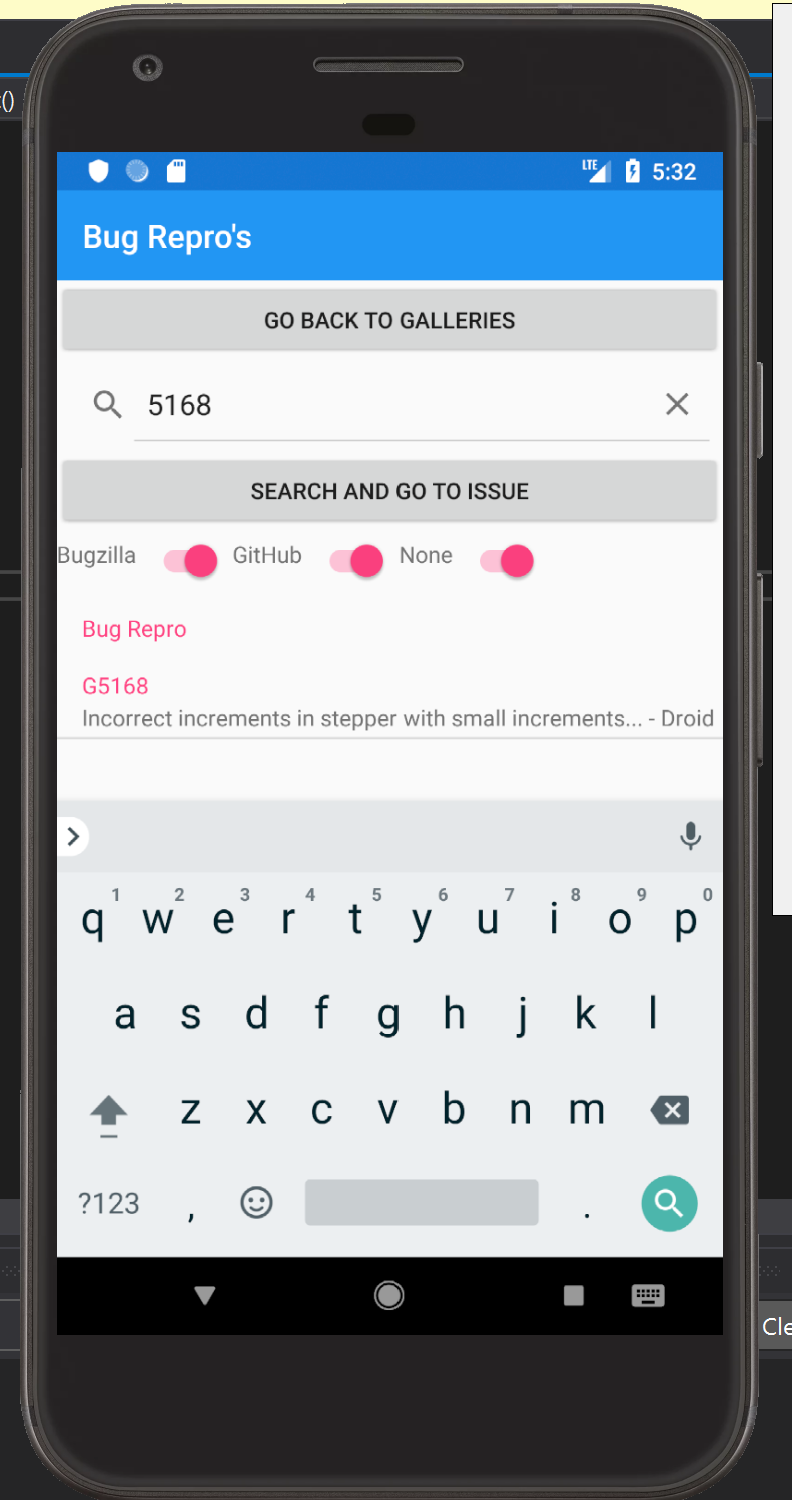 ()
LTE 5:32
Bug Repro's
GO BACK TO GALLERIES
5168
SEARCH AND GO TO ISSUE
Bugzilla GitHub None
Bug Repro
G5168
Incorrect increments in stepper with small increments... - Droid
1 2 3 4 5 6 7 8 9 0
q w e r t y u i o p
a s d f g h j k l
z x c v b n m
?123 , .
Cle